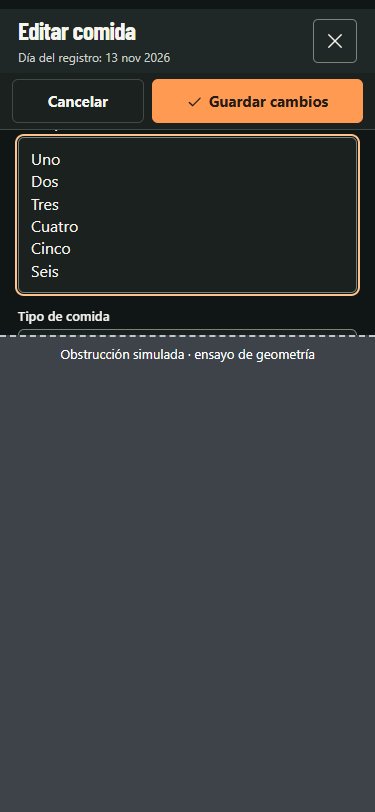 Editar comida
Día del registro: 13 nov 2026
Cancelar
Guardar cambios
Uno
Dos
Tres
Cuatro
Cinco
Seis
Tipo de comida
Obstrucción simulada · ensayo de geometría